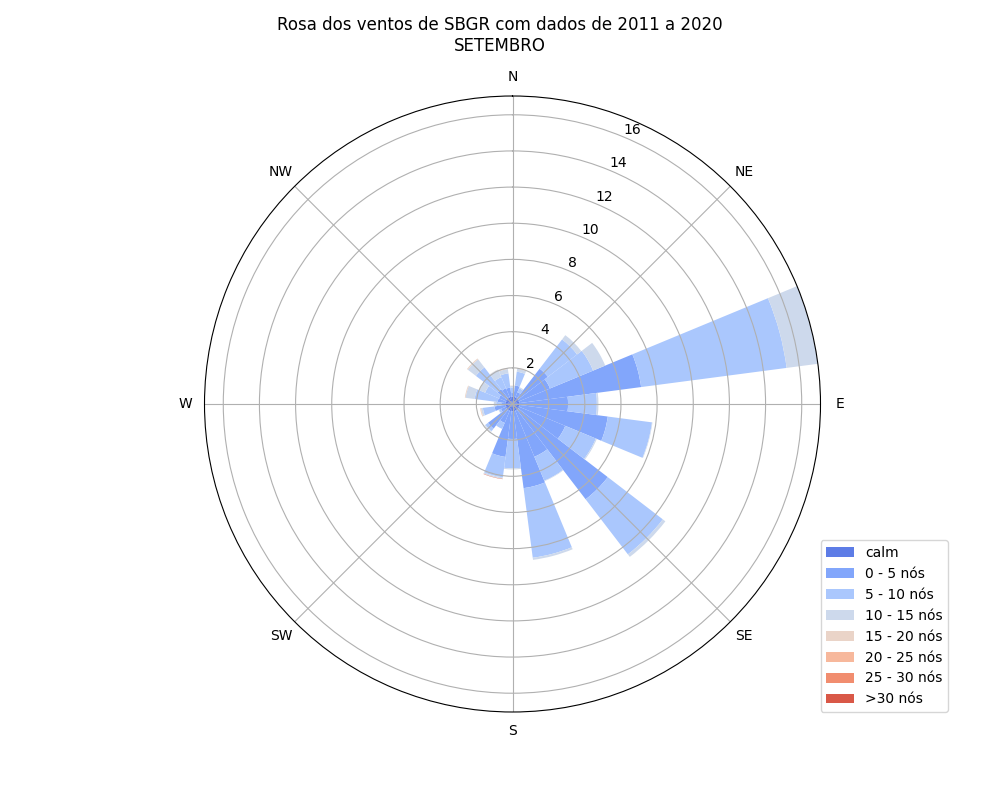 Rosa dos ventos de SBGR com dados de 2011 a 2020
SETEMBRO
N
NW
NE
W
E
SW
SE
S
16
14
12
10
8
6
4
2
calm
0 - 5 nós
5 - 10 nós
10 - 15 nós
15 - 20 nós
20 - 25 nós
25 - 30 nós
>30 nós